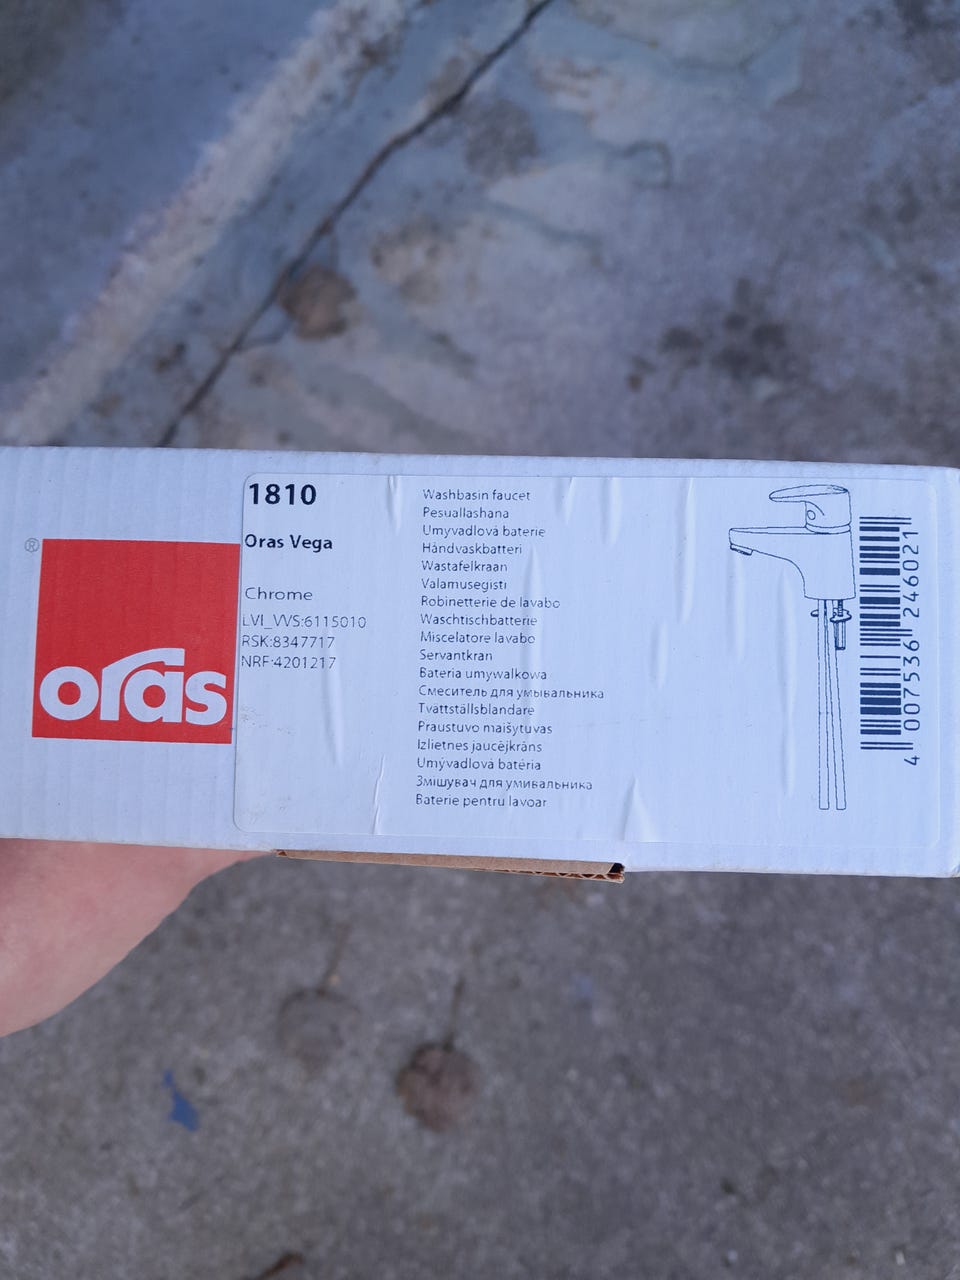 ®
oras
1810
Oras Vega
Chrome
LVI_VVS:6115010
RSK:8347717
NRF:4201217
Washbasin faucet
Pesuallashana
Umyvadlová baterie
Håndvaskbatteri
Wastafelkraan
Valamusegisti
Robinetterie de lavabo
Waschtischbatterie
Miscelatore lavabo
Servantkran
Bateria umywalkowa
Смеситель для умывальника
Tvättställsblandare
Praustuvo maišytuvas
Izlietnes jaucējkrāns
Umývadlová batéria
Змішувач для умивальника
Baterie pentru lavoar
4 007536 246021